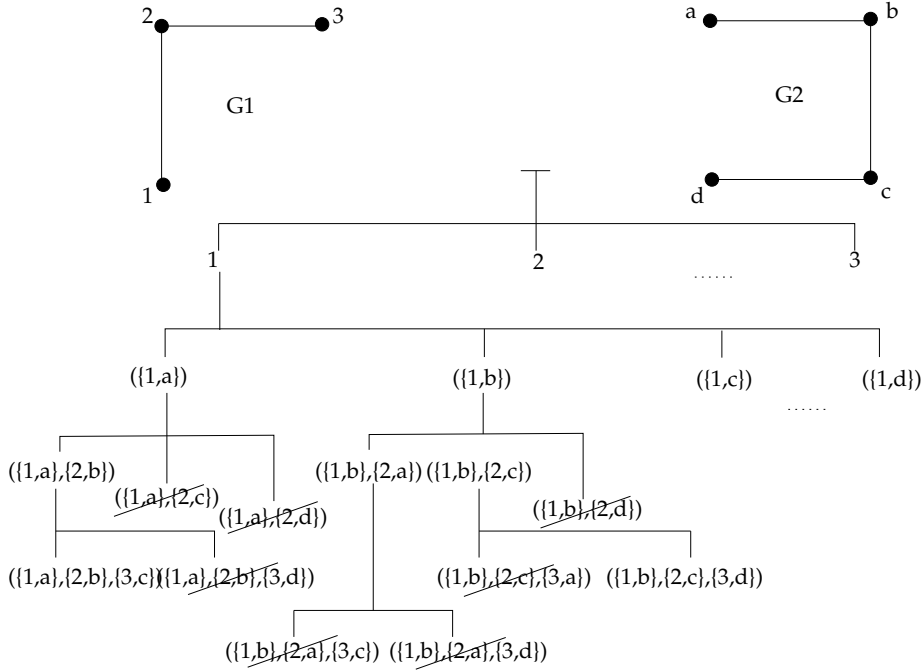 2 3 a b
G1 G2
1 d c
1 2 3
......
({1,a}) ({1,b}) ({1,c}) ({1,d})
......
({1,a},{2,b}) ({1,b},{2,a}) ({1,b},{2,c})
({1,a},{2,c}) ({1,b},{2,d})
({1,a},{2,d})
({1,a},{2,b},{3,c}) ({1,a},{2,b},{3,d}) ({1,b},{2,c},{3,a}) ({1,b},{2,c},{3,d})
({1,b},{2,a},{3,c}) ({1,b},{2,a},{3,d})